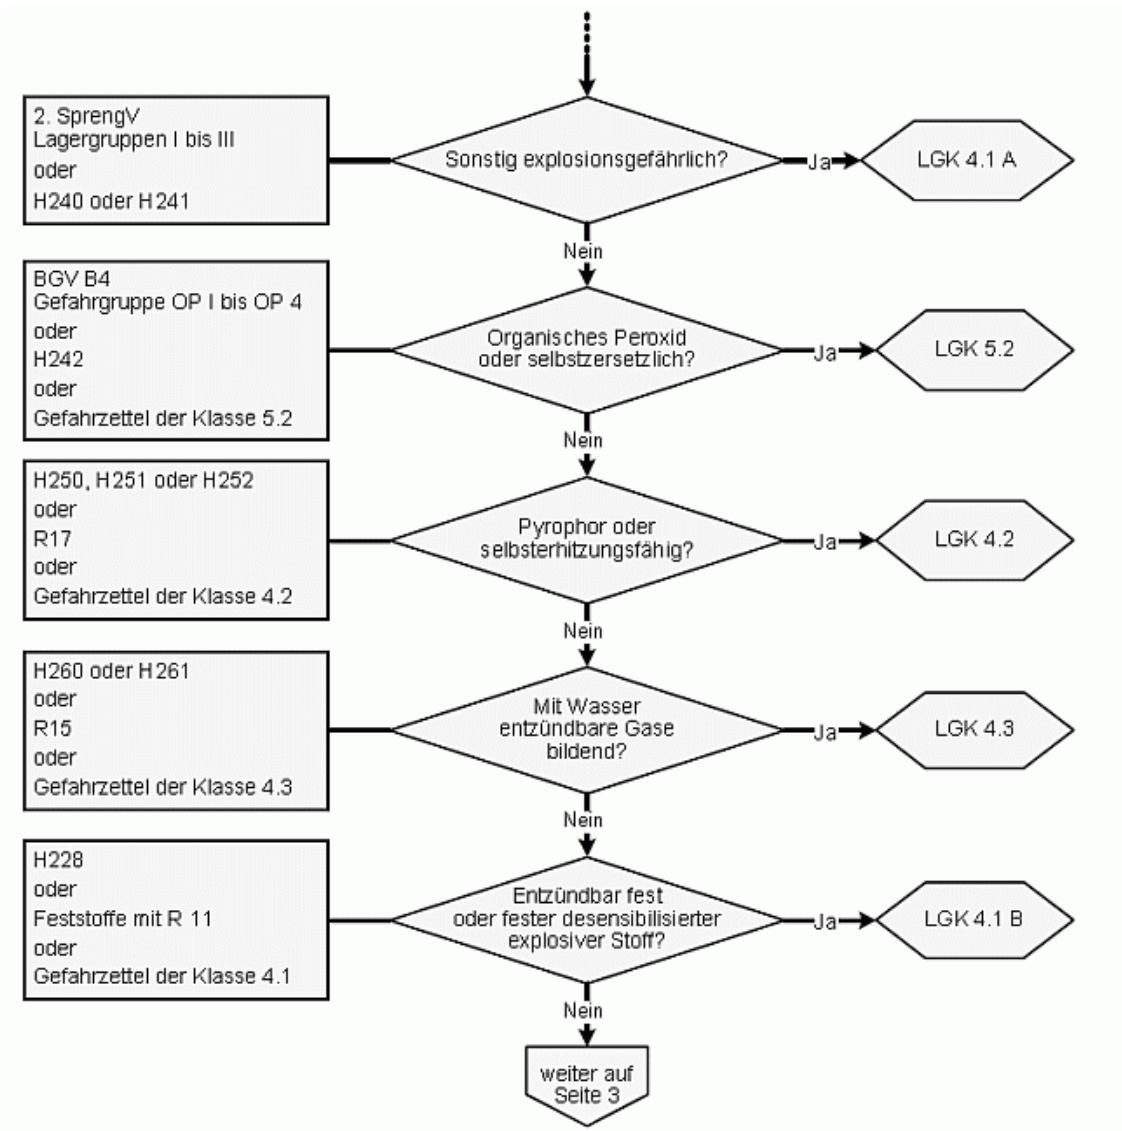 2. SprengV
Lagergruppen I bis III
oder
H240 oder H241
Sonstig explosionsgefährlich?
Ja
LGK 4.1 A
Nein
BGV B4
Gefahrgruppe OP I bis OP 4
oder
H242
oder
Gefahrzettel der Klasse 5.2
Organisches Peroxid
oder selbstzersetzlich?
Ja
LGK 5.2
Nein
H250, H251 oder H252
oder
R17
oder
Gefahrzettel der Klasse 4.2
Pyrophor oder
selbsterhitzungsfähig?
Ja
LGK 4.2
Nein
H260 oder H261
oder
R15
oder
Gefahrzettel der Klasse 4.3
Mit Wasser
entzündbare Gase
bildend?
Ja
LGK 4.3
Nein
H228
oder
Feststoffe mit R 11
oder
Gefahrzettel der Klasse 4.1
Entzündbar fest
oder fester desensibilisierter
explosiver Stoff?
Ja
LGK 4.1 B
Nein
weiter auf
Seite 3